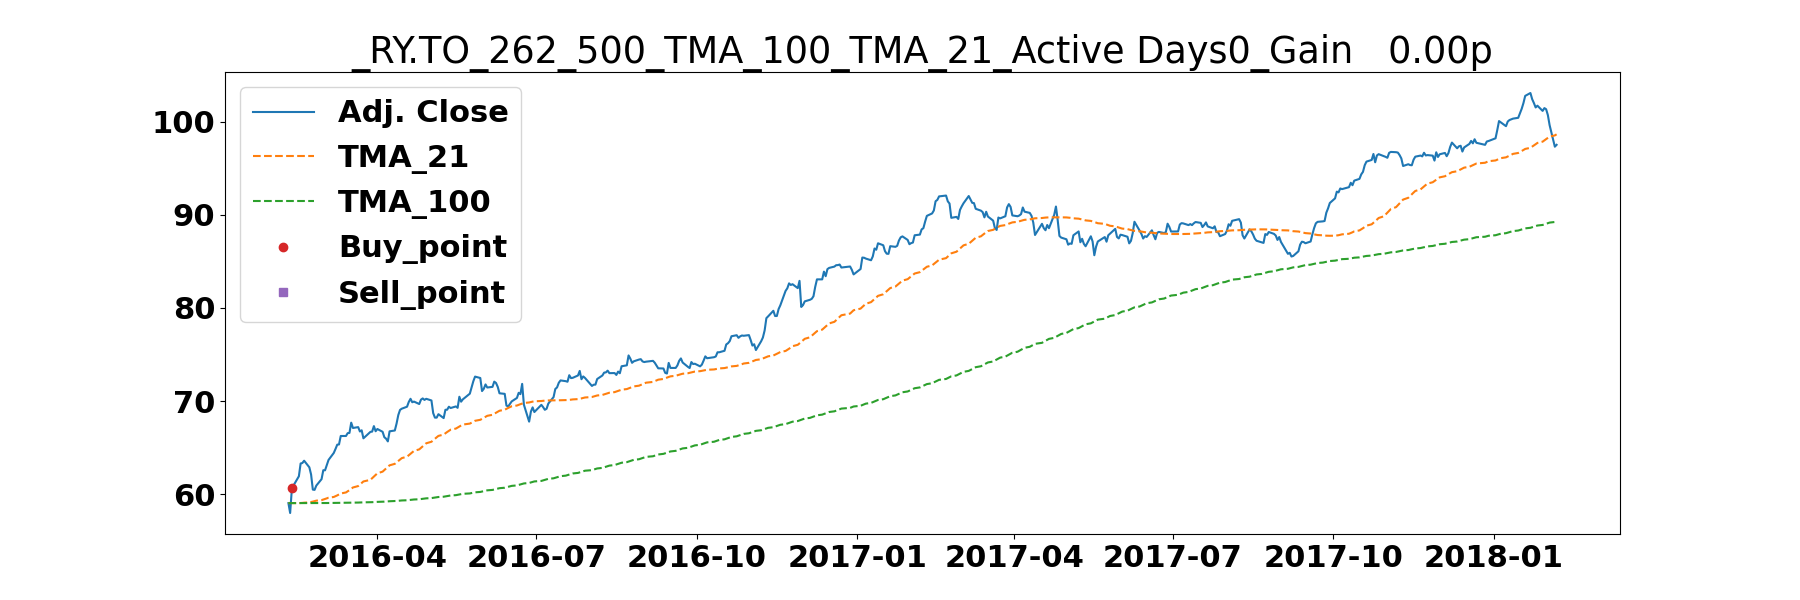 _RY.TO_262_500_TMA_100_TMA_21_Active Days0_Gain   0.00p
Adj. Close
TMA_21
TMA_100
Buy_point
Sell_point
100
90
80
70
60
2016-04 2016-07 2016-10 2017-01 2017-04 2017-07 2017-10 2018-01